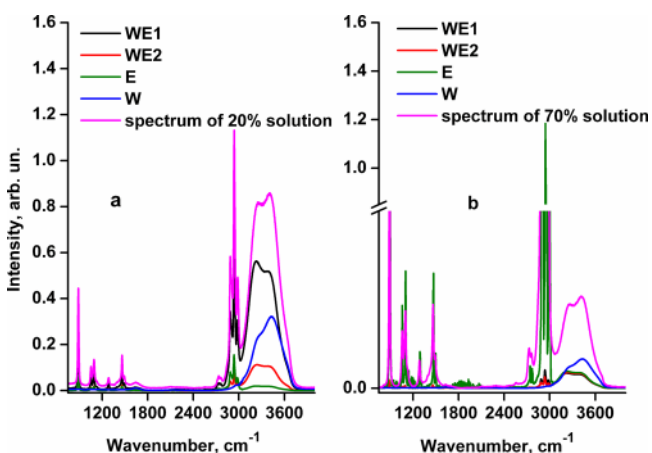 1.6
1.4
1.2
1.0
0.8
0.6
0.4
0.2
0.0
Intensity, arb. un.
WE1
WE2
E
W
spectrum of 20% solution
a
1200 1800 2400 3000 3600
Wavenumber, cm-1
1.6
1.4
1.2
1.0
0.0
WE1
WE2
E
W
spectrum of 70% solution
b
1200 1800 2400 3000 3600
Wavenumber, cm-1